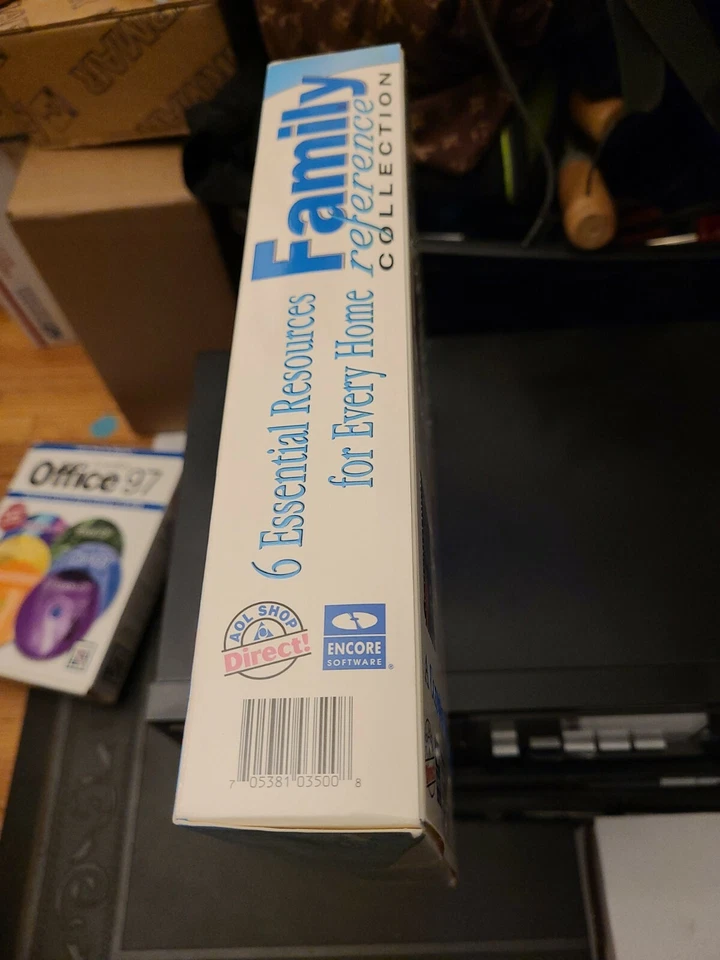 Family
reference
COLLECTION
6 Essential Resources
for Every Home
AOL SHOP
Direct!
ENCORE
SOFTWARE
7 05381 03500 8
Office 97